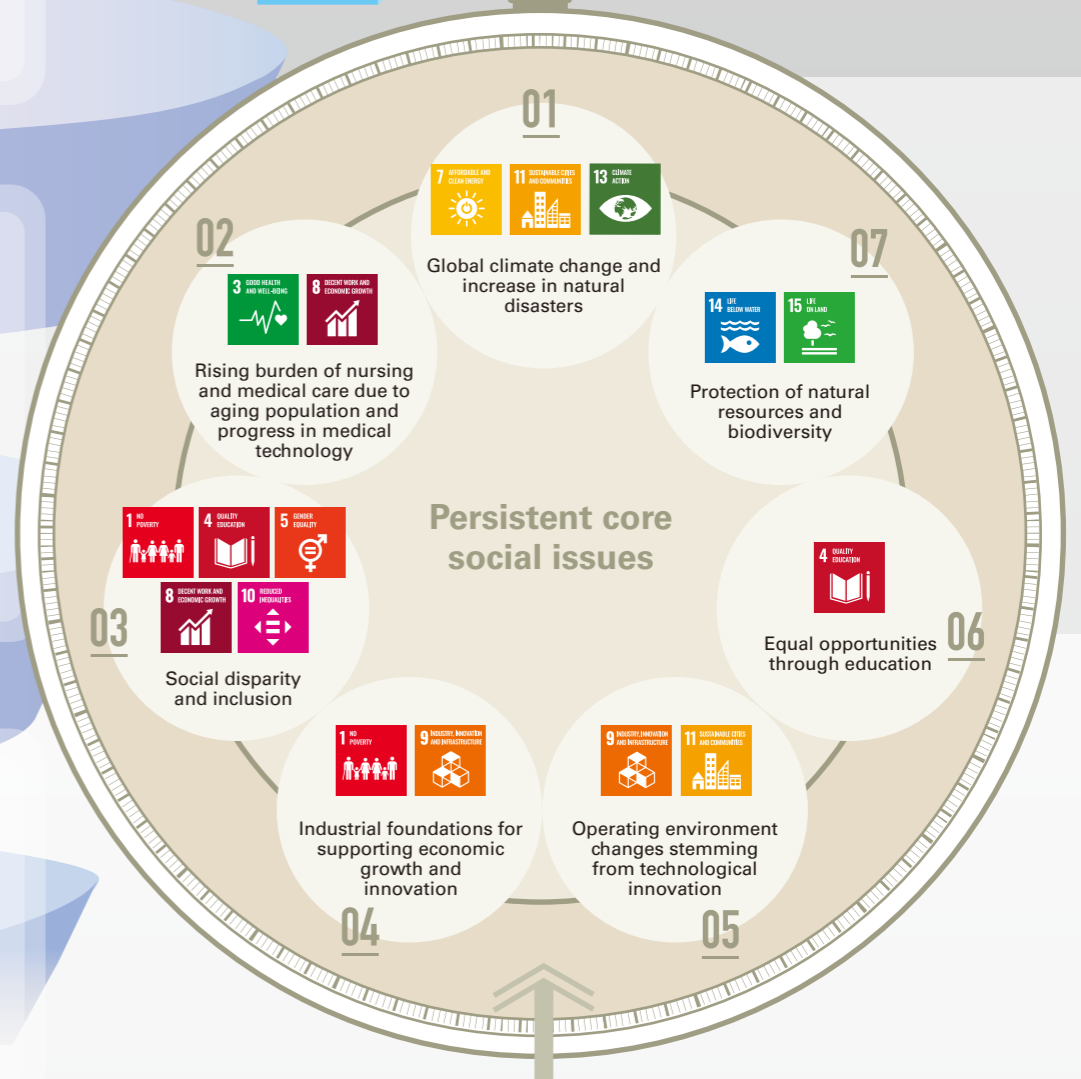 01
7 AFFORDABLE AND
CLEAN ENERGY
11 SUSTAINABLE CITIES
AND COMMUNITIES
13 CLIMATE
ACTION
Global climate change and
increase in natural
disasters
02
3 GOOD HEALTH
AND WELL-BEING
8 DECENT WORK AND
ECONOMIC GROWTH
Rising burden of nursing
and medical care due to
aging population and
progress in medical
technology
03
1 NO
POVERTY
4 QUALITY
EDUCATION
5 GENDER
EQUALITY
8 DECENT WORK AND
ECONOMIC GROWTH
10 REDUCED
INEQUALITIES
Social disparity
and inclusion
04
1 NO
POVERTY
9 INDUSTRY, INNOVATION
AND INFRASTRUCTURE
Industrial foundations for
supporting economic
growth and
innovation
05
9 INDUSTRY, INNOVATION
AND INFRASTRUCTURE
11 SUSTAINABLE CITIES
AND COMMUNITIES
Operating environment
changes stemming
from technological
innovation
06
4 QUALITY
EDUCATION
Equal opportunities
through education
07
14 LIFE
BELOW WATER
15 LIFE
ON LAND
Protection of natural
resources and
biodiversity
Persistent core
social issues